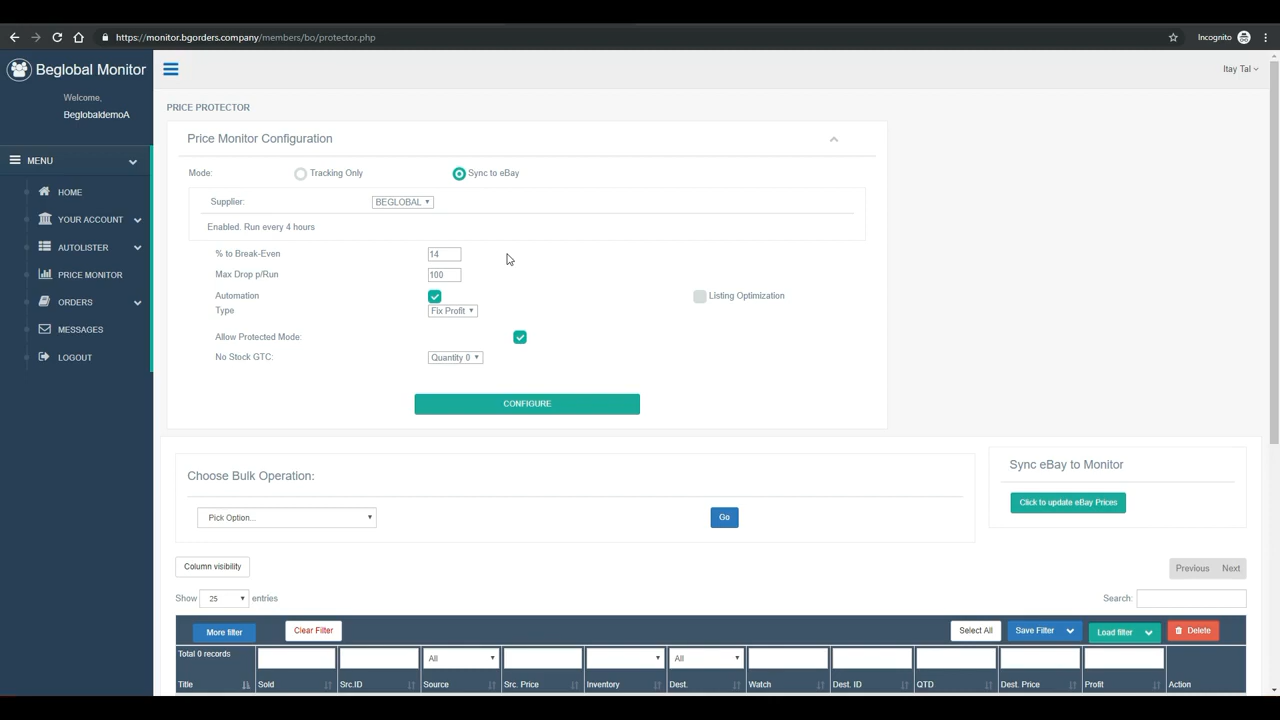 https://monitor.bgorders.company/members/bo/protector.php
Incognito
Beglobal Monitor
Itay Tal
Welcome,
BeglobaldemoA
PRICE PROTECTOR
Price Monitor Configuration
MENU
Mode:
Tracking Only
Sync to eBay
HOME
Supplier:
BEGLOBAL
YOUR ACCOUNT
Enabled. Run every 4 hours
AUTOLISTER
% to Break-Even
14
PRICE MONITOR
Max Drop p/Run
100
Automation
Listing Optimization
ORDERS
Type
Fix Profit
MESSAGES
Allow Protected Mode:
LOGOUT
No Stock GTC:
Quantity 0
CONFIGURE
Choose Bulk Operation:
Sync eBay to Monitor
Pick Option...
Go
Click to update eBay Prices
Column visibility
Previous
Next
Show 25 entries
Search:
More filter
Clear Filter
Select All
Save Filter
Load filter
Delete
Total 0 records
All
All
Title
Sold
Src.ID
Source
Src. Price
Inventory
Dest.
Watch
Dest. ID
QTD
Dest. Price
Profit
Action